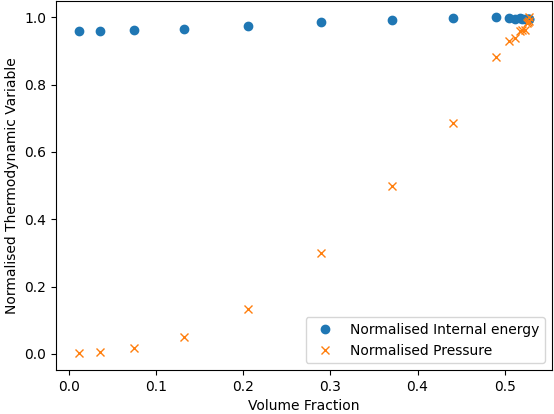 1.0
0.8
0.6
0.4
0.2
0.0
Normalised Thermodynamic Variable
Normalised Internal energy
Normalised Pressure
0.0 0.1 0.2 0.3 0.4 0.5
Volume Fraction